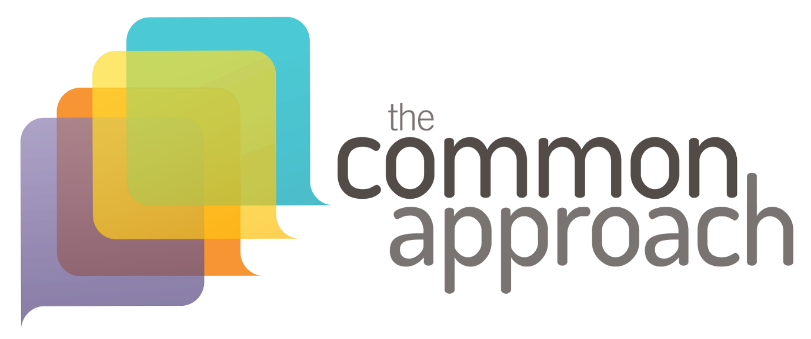 the
common
approach